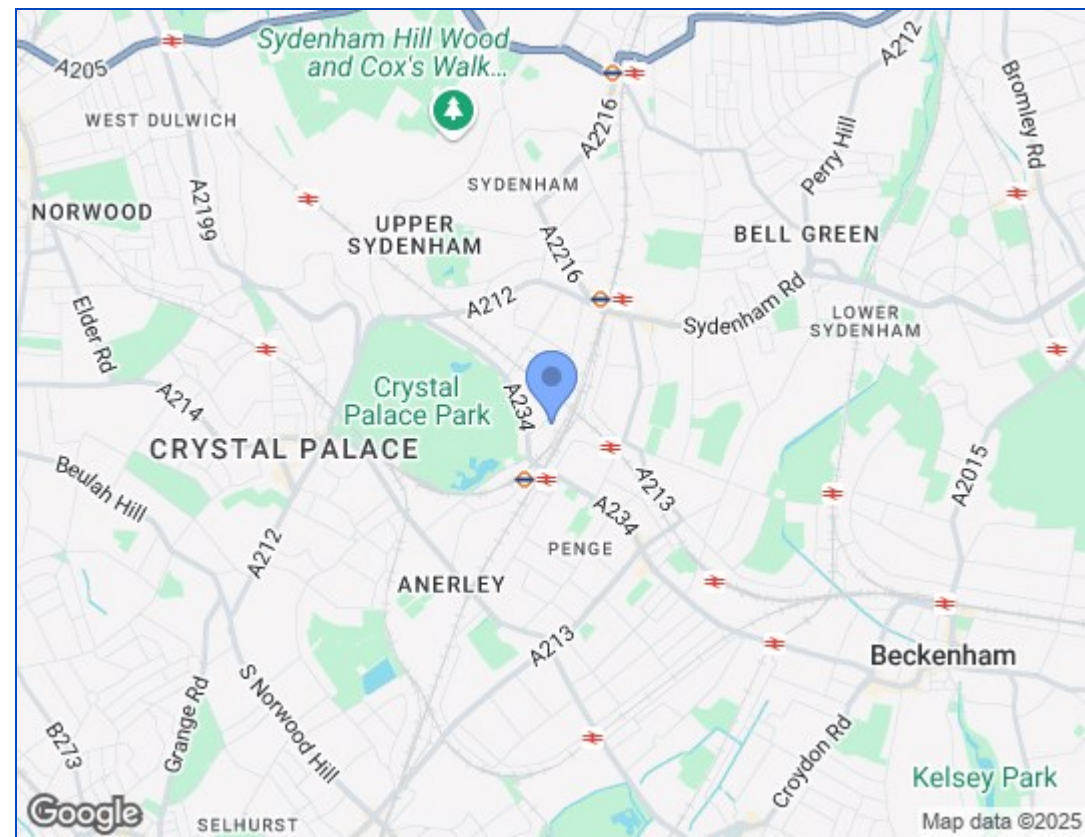 Sydenham Hill Wood
and Cox's Walk...
A205
A2216
A212
Bromley Rd
WEST DULWICH
Perry Hill
SYDENHAM
A2199
NORWOOD
UPPER
SYDENHAM
BELL GREEN
A2216
A212
Sydenham Rd
LOWER
SYDENHAM
Elder Rd
Crystal
Palace Park
A234
A214
CRYSTAL PALACE
Beulah Hill
A213
A2015
A234
A212
PENGE
ANERLEY
A213
Beckenham
S Norwood Hill
Grange Rd
B273
Croydon Rd
Kelsey Park
Google
SELHURST
Map data ©2025